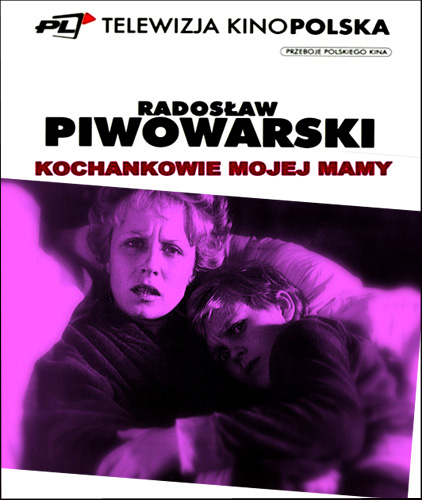 PL TELEWIZJA KINOPOLSKA
PRZEBOJE POLSKIEGO KINA
RADOSŁAW
PIWOWARSKI
KOCHANKOWIE MOJEJ MAMY